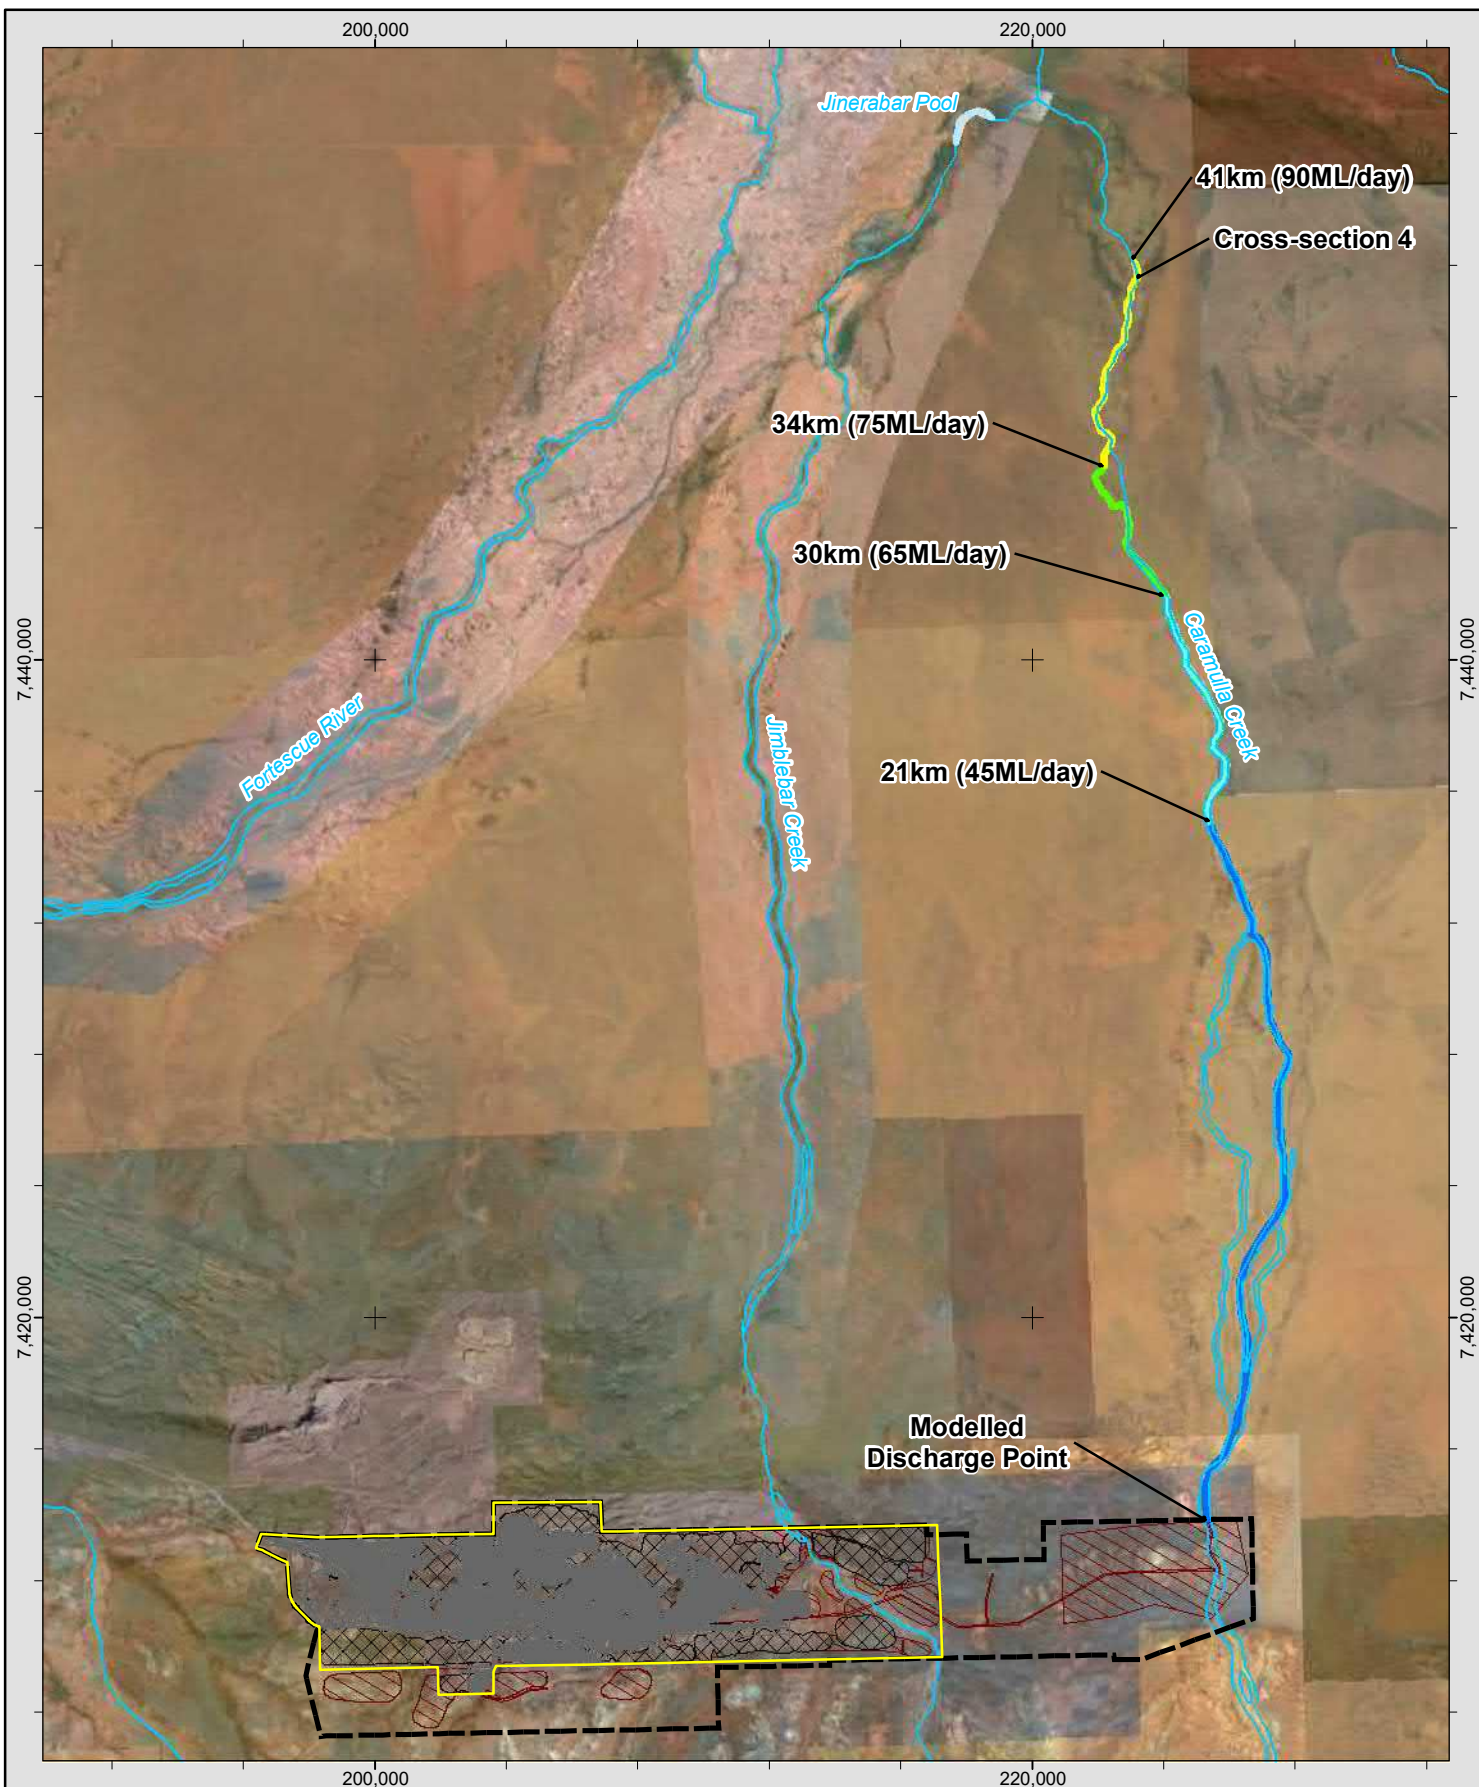 200,000
220,000
Jinerabar Pool
41km (90ML/day)
Cross-section 4
34km (75ML/day)
30km (65ML/day)
Caramulla Creek
7,440,000
7,440,000
Fortescue River
Jimblebar Creek
21km (45ML/day)
7,420,000
7,420,000
Modelled
Discharge Point
200,000
220,000